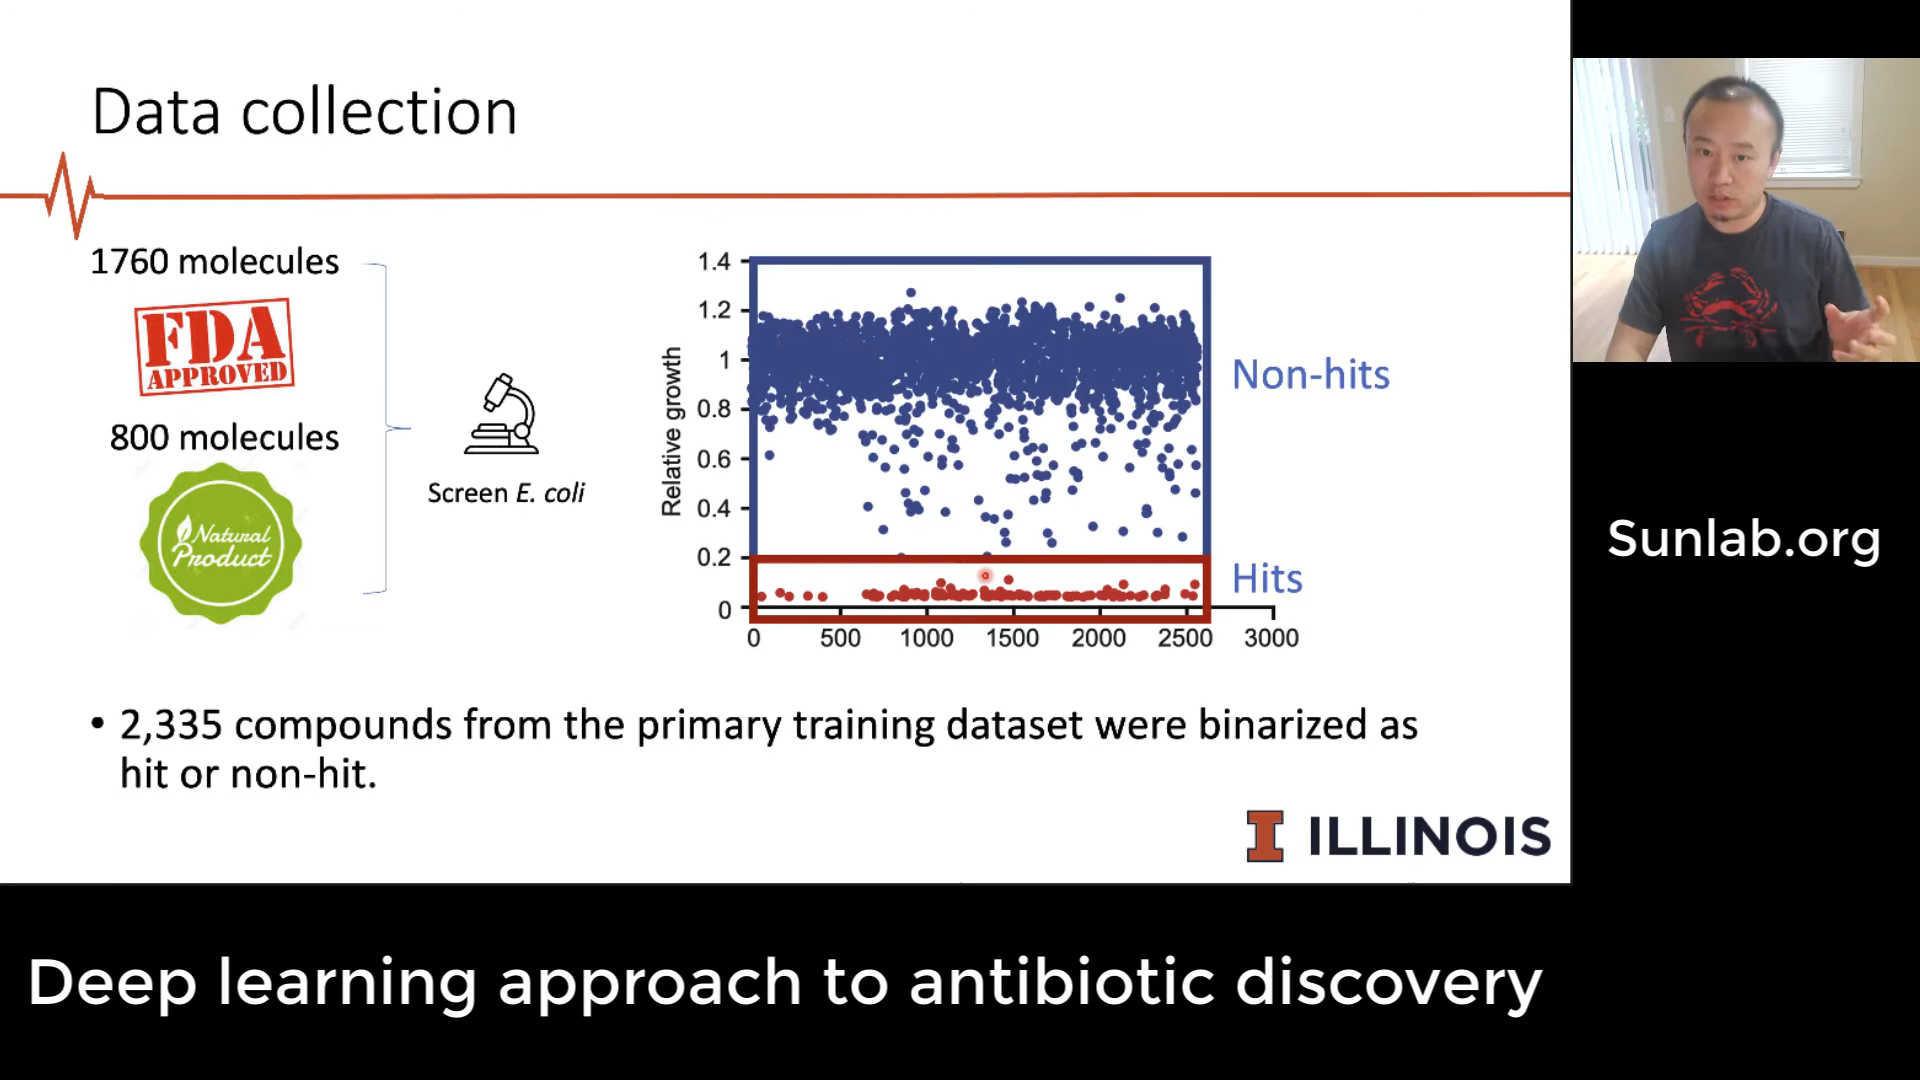 Data collection
1760 molecules
FDA
APPROVED
800 molecules
Natural
Product
Screen E. coli
Relative growth
1.4
1.2
1
0.8
0.6
0.4
0.2
0
0 500 1000 1500 2000 2500 3000
Non-hits
Hits
• 2,335 compounds from the primary training dataset were binarized as
hit or non-hit.
I ILLINOIS
Sunlab.org
Deep learning approach to antibiotic discovery